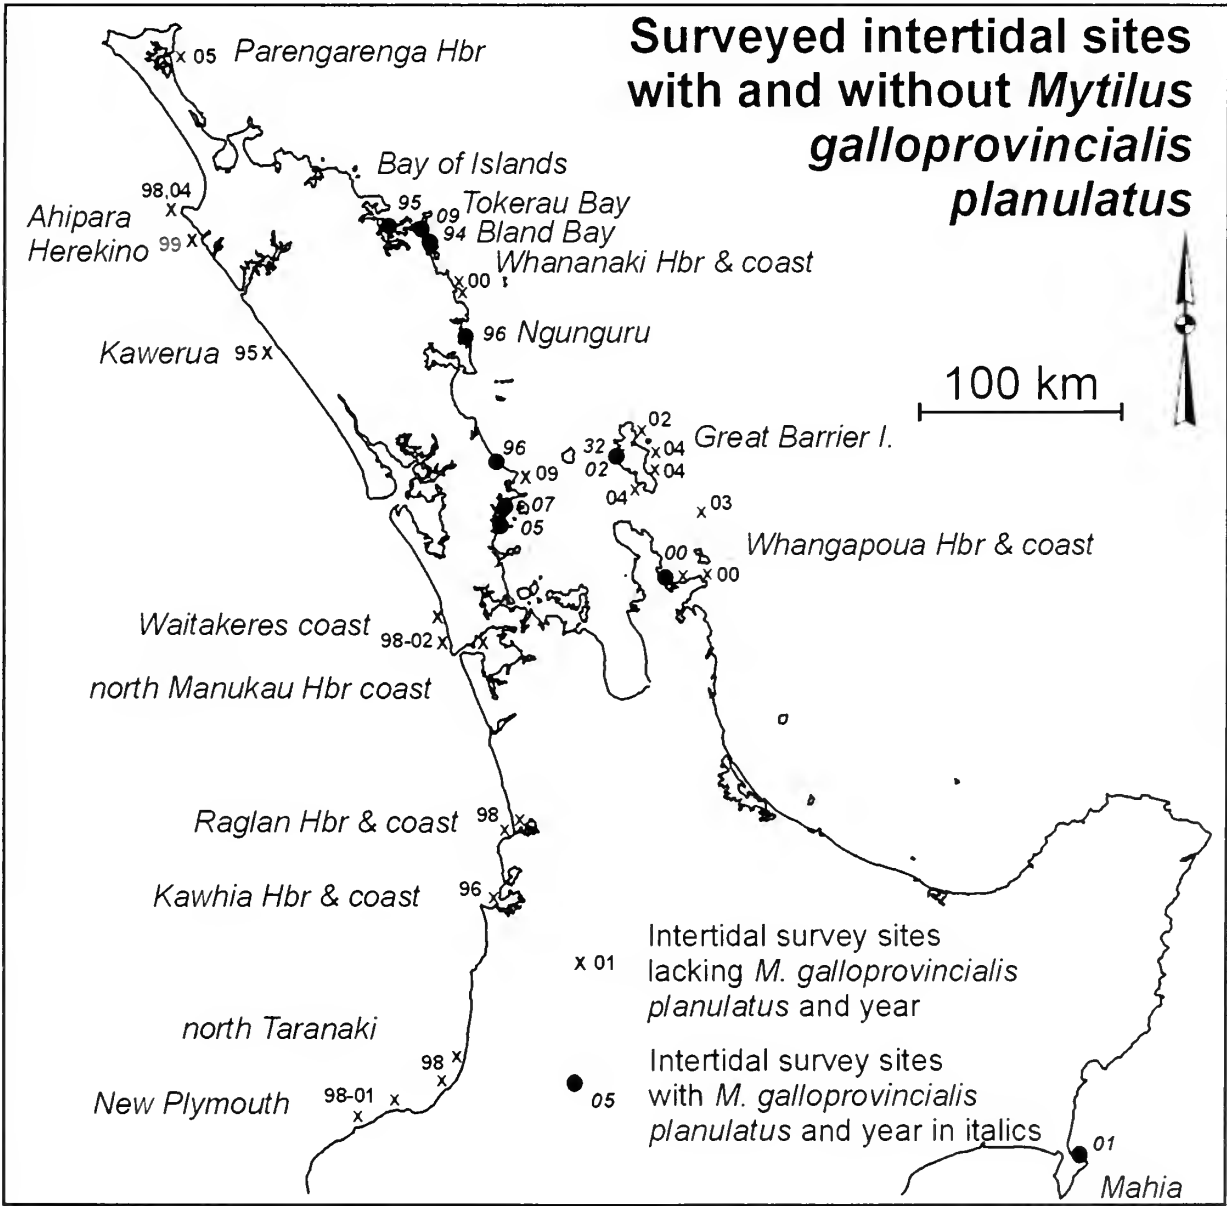 Surveyed intertidal sites
with and without Mytilus
galloprovincialis
planulatus
05 Parengarenga Hbr
Bay of Islands
98,04
95
09 Tokerau Bay
Ahipara
94 Bland Bay
Herekino 99
00 Whananaki Hbr & coast
96 Ngunguru
Kawerua 95
100 km
02
Great Barrier I.
96
32
04
02
04
09
04
07
03
05
00
Whangapoua Hbr & coast
00
Waitakeres coast
98-02
north Manukau Hbr coast
Raglan Hbr & coast 98
Kawhia Hbr & coast 96
x 01
Intertidal survey sites
lacking M. galloprovincialis
planulatus and year
north Taranaki
98
New Plymouth 98-01
05
Intertidal survey sites
with M. galloprovincialis
planulatus and year in italics
01
Mahia